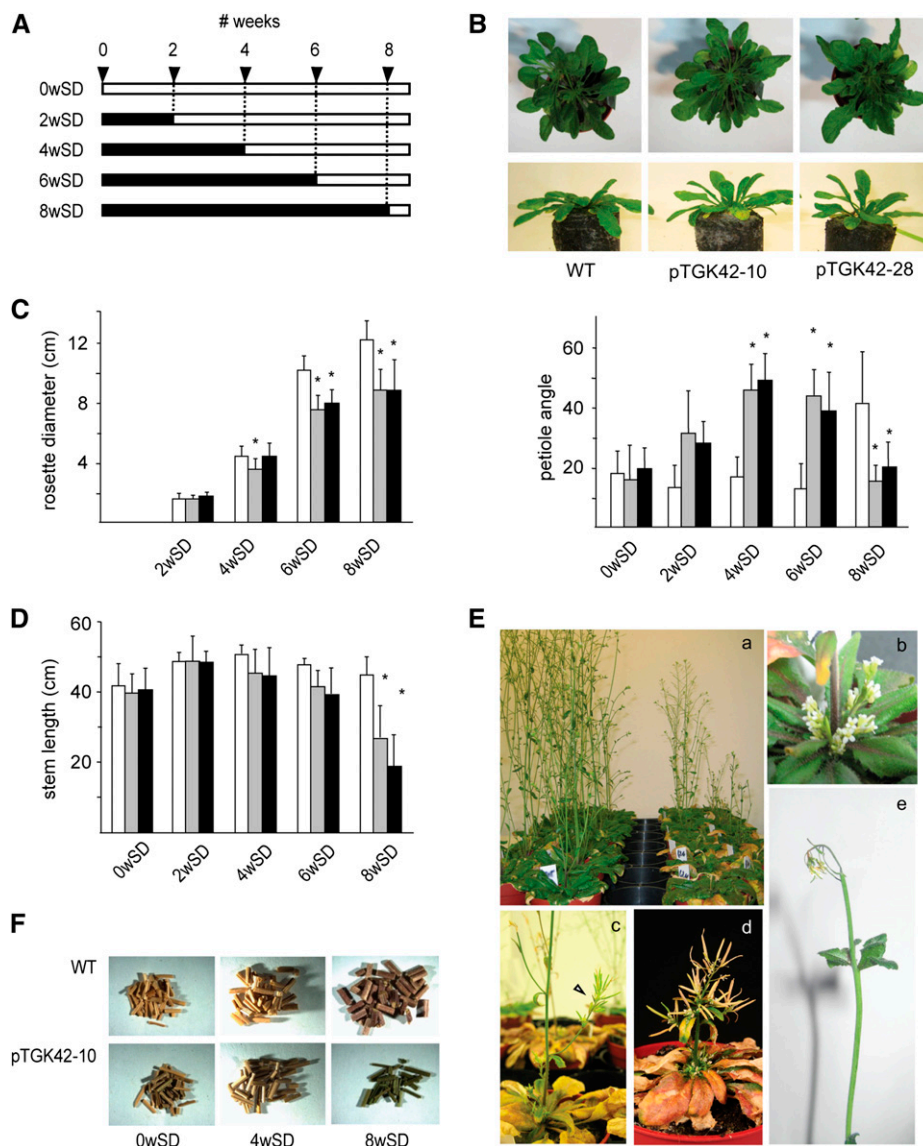 A
# weeks
0 2 4 6 8
0wSD
2wSD
4wSD
6wSD
8wSD
B
WT pTGK42-10 pTGK42-28
C
rosette diameter (cm)
12
8
4
* * * * *
2wSD 4wSD 6wSD 8wSD
petiole angle
60
40
20
* * * * * *
0wSD 2wSD 4wSD 6wSD 8wSD
D
stem length (cm)
60
40
20
* *
0wSD 2wSD 4wSD 6wSD 8wSD
E
a
b
c
d
e
F
WT
pTGK42-10
0wSD 4wSD 8wSD